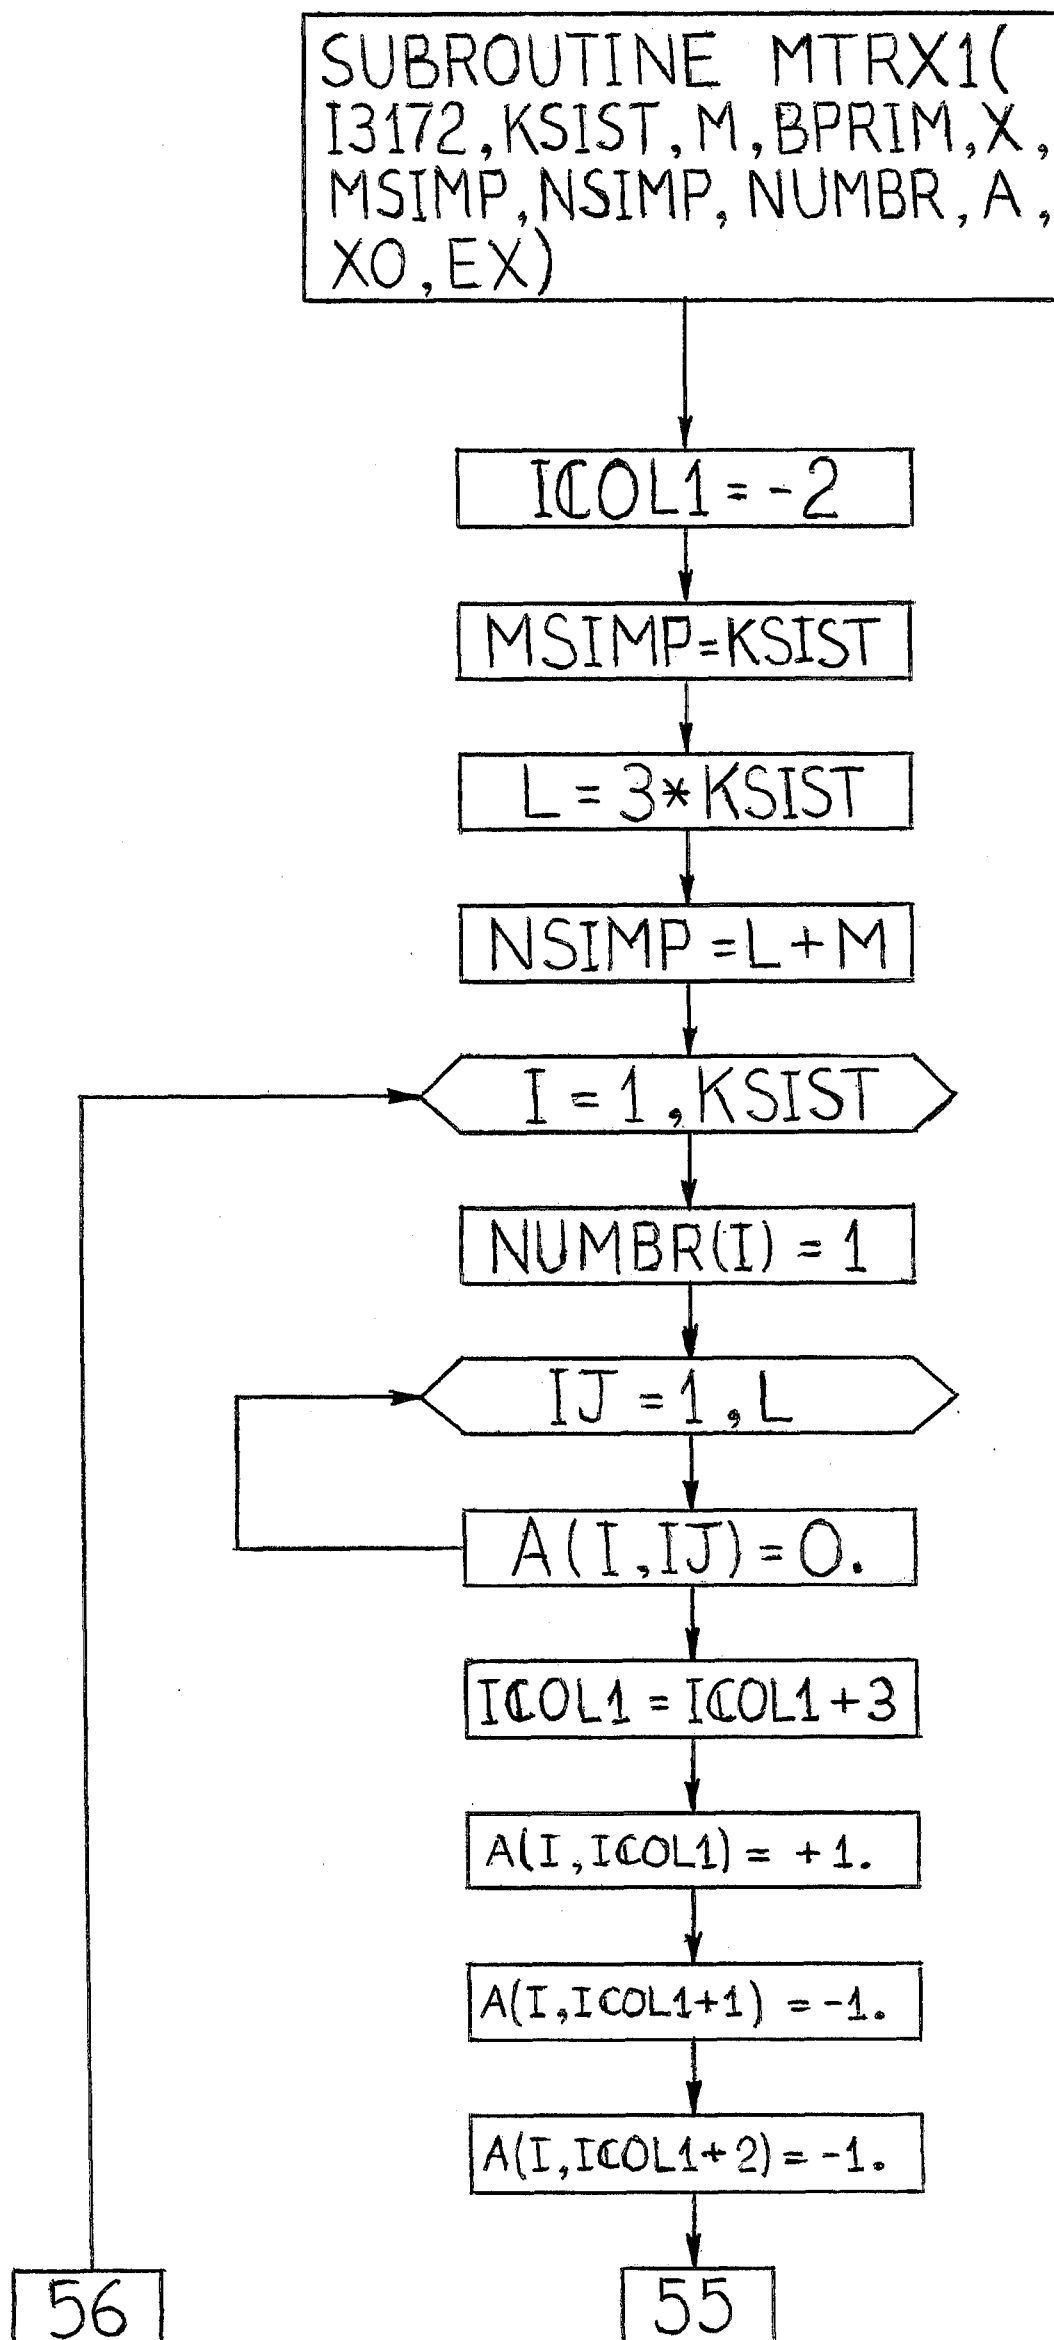 SUBROUTINE MTRX1(
I3172,KSIST,M,BPRIM,X,
MSIMP,NSIMP,NUMBR,A,
XO,EX)
ICOL1=-2
MSIMP=KSIST
L=3*KSIST
NSIMP=L+M
I=1,KSIST
NUMBR(I)=1
IJ=1,L
A(I,IJ)=0.
ICOL1=ICOL1+3
A(I,ICOL1)=+1.
A(I,ICOL1+1)=-1.
A(I,ICOL1+2)=-1.
56
55